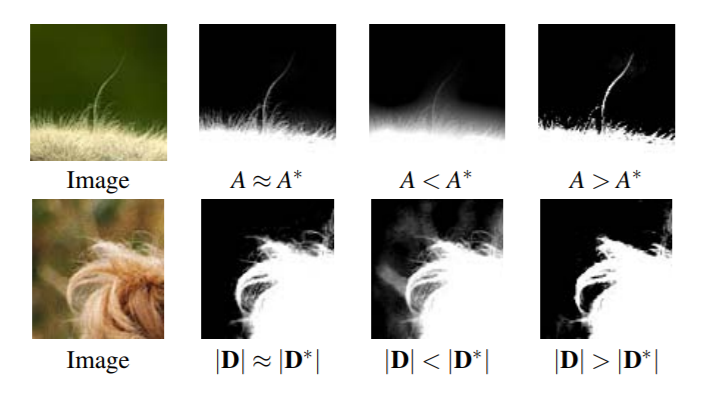 Image A ≈ A* A < A* A > A*
Image |D| ≈ |D*| |D| < |D*| |D| > |D*|